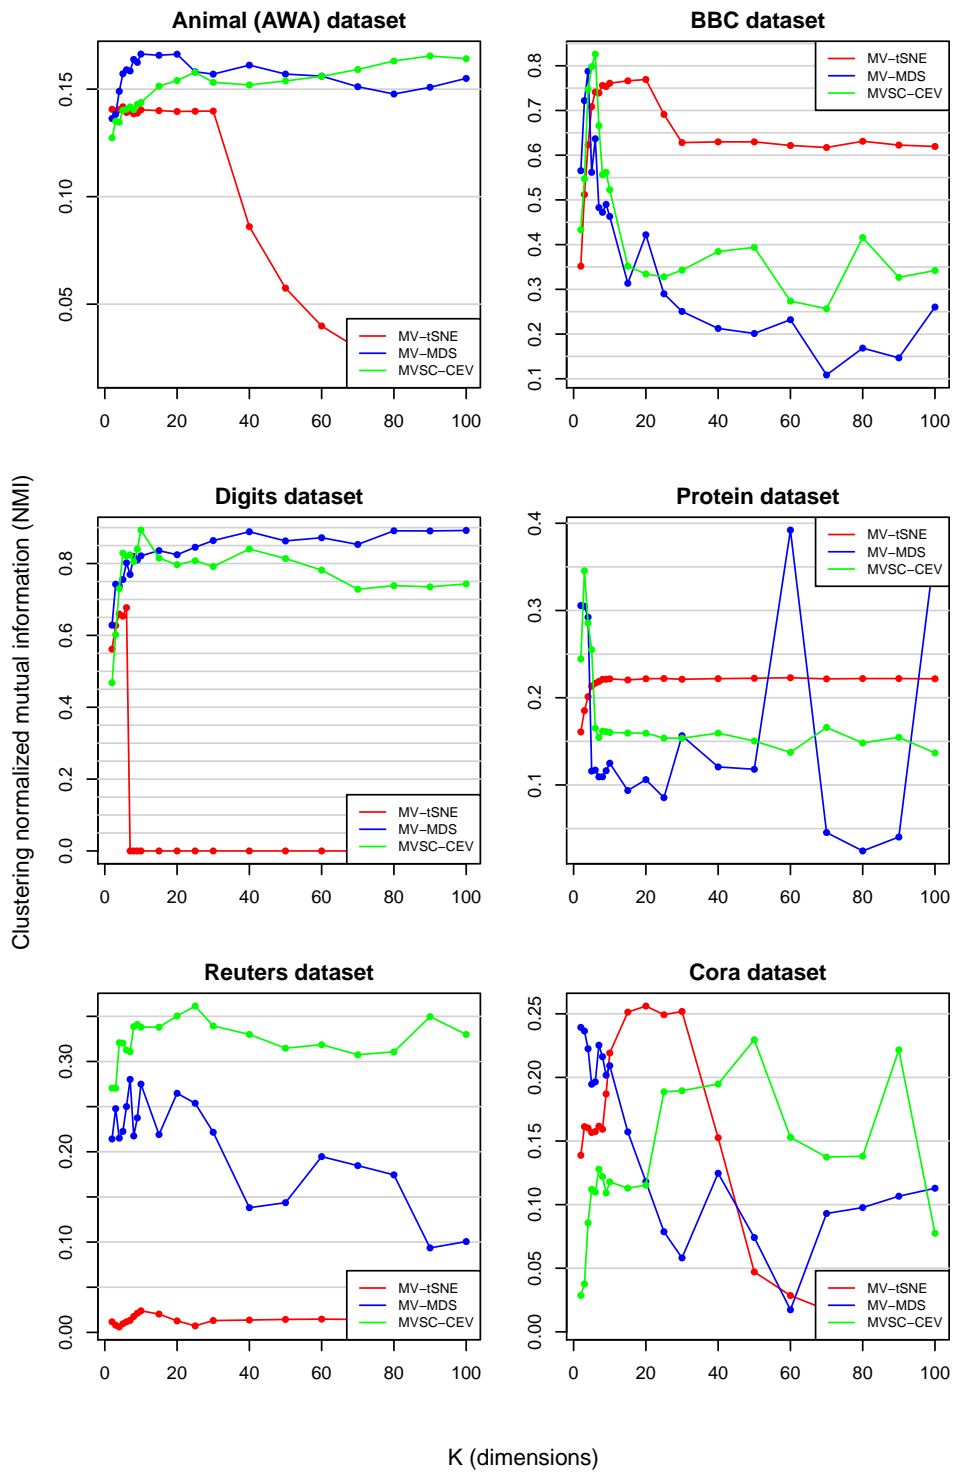 Animal (AWA) dataset
0.15
0.10
0.05
MV-tSNE
MV-MDS
MVSC-CEV
0 20 40 60 80 100
BBC dataset
0.8
0.7
0.6
0.5
0.4
0.3
0.2
0.1
MV-tSNE
MV-MDS
MVSC-CEV
0 20 40 60 80 100
Clustering normalized mutual information (NMI)
Digits dataset
0.8
0.6
0.4
0.2
0.0
MV-tSNE
MV-MDS
MVSC-CEV
0 20 40 60 80 100
Protein dataset
0.4
0.3
0.2
0.1
MV-tSNE
MV-MDS
MVSC-CEV
0 20 40 60 80 100
Reuters dataset
0.30
0.20
0.10
0.00
MV-tSNE
MV-MDS
MVSC-CEV
0 20 40 60 80 100
Cora dataset
0.25
0.20
0.15
0.10
0.05
0.00
MV-tSNE
MV-MDS
MVSC-CEV
0 20 40 60 80 100
K (dimensions)